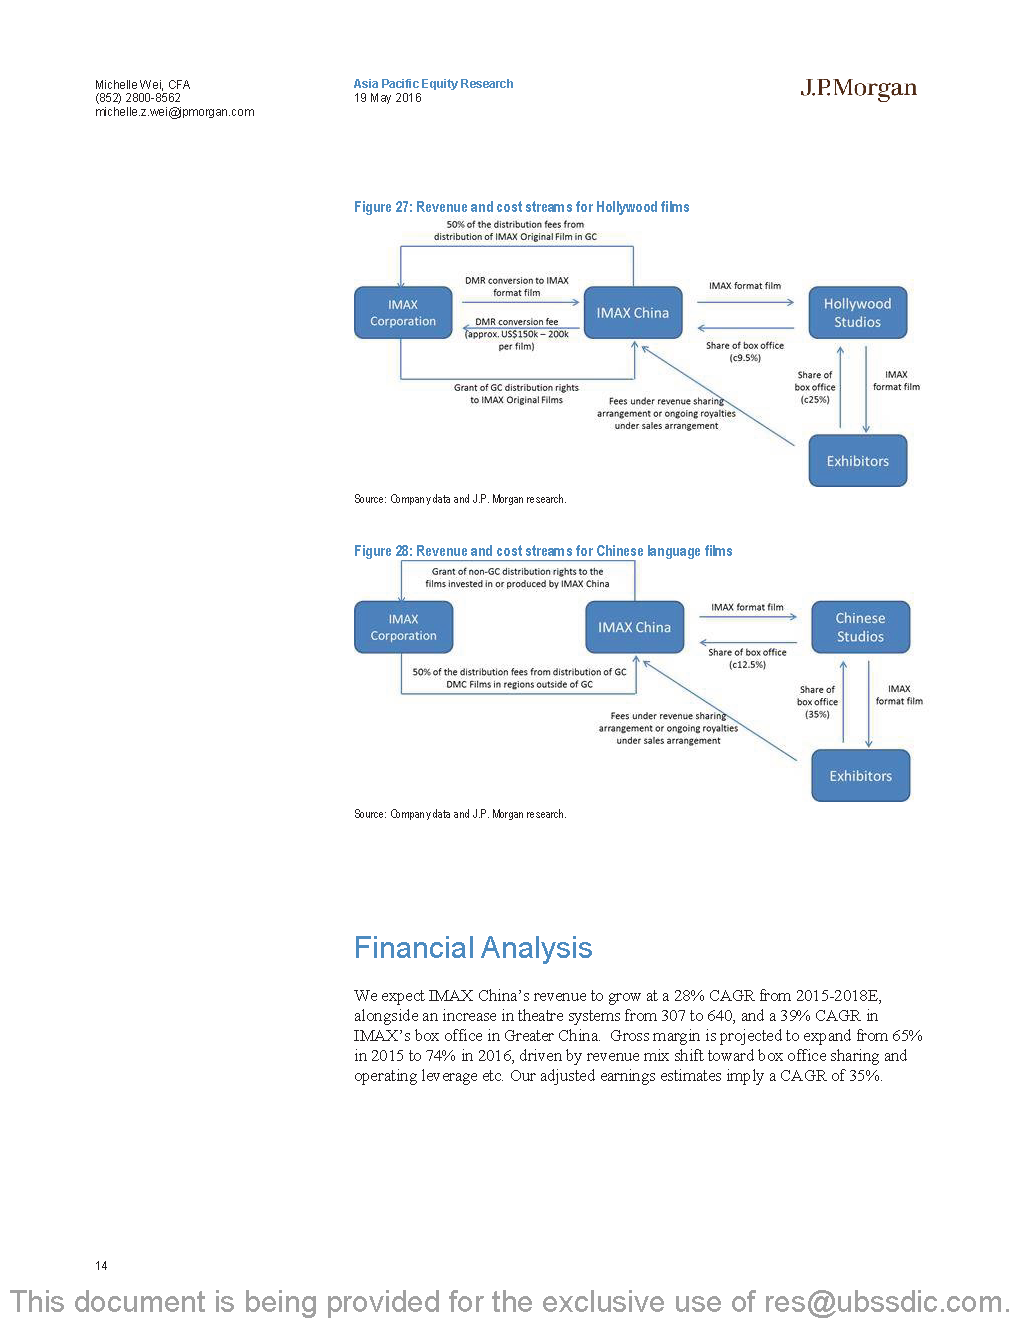 Michelle Wei, CFA
(852) 2800-8562
michelle.z.wei@jpmorgan.com
Asia Pacific Equity Research
19 May 2016
J.P.Morgan
Figure 27: Revenue and cost streams for Hollywood films
50% of the distribution fees from
distribution of IMAX Original Film in GC
IMAX
Corporation
DMR conversion to IMAX
format film
DMR conversion fee
(approx. US$150k – 200k
per film)
IMAX China
IMAX format film
Share of box office
(c9.5%)
Hollywood
Studios
Grant of GC distribution rights
to IMAX Original Films
Fees under revenue sharing
arrangement or ongoing royalties
under sales arrangement
Share of
box office
(c25%)
IMAX
format film
Exhibitors
Source: Company data and J.P. Morgan research.
Figure 28: Revenue and cost streams for Chinese language films
Grant of non-GC distribution rights to the
films invested in or produced by IMAX China
IMAX
Corporation
IMAX China
IMAX format film
Share of box office
(c12.5%)
Chinese
Studios
50% of the distribution fees from distribution of GC
DMC Films in regions outside of GC
Fees under revenue sharing
arrangement or ongoing royalties
under sales arrangement
Share of
box office
(35%)
IMAX
format film
Exhibitors
Source: Company data and J.P. Morgan research.
Financial Analysis
We expect IMAX China's revenue to grow at a 28% CAGR from 2015-2018E,
alongside an increase in theatre systems from 307 to 640, and a 39% CAGR in
IMAX's box office in Greater China.  Gross margin is projected to expand from 65%
in 2015 to 74% in 2016, driven by revenue mix shift toward box office sharing and
operating leverage etc. Our adjusted earnings estimates imply a CAGR of 35%.
14
This document is being provided for the exclusive use of res@ubssdic.com.